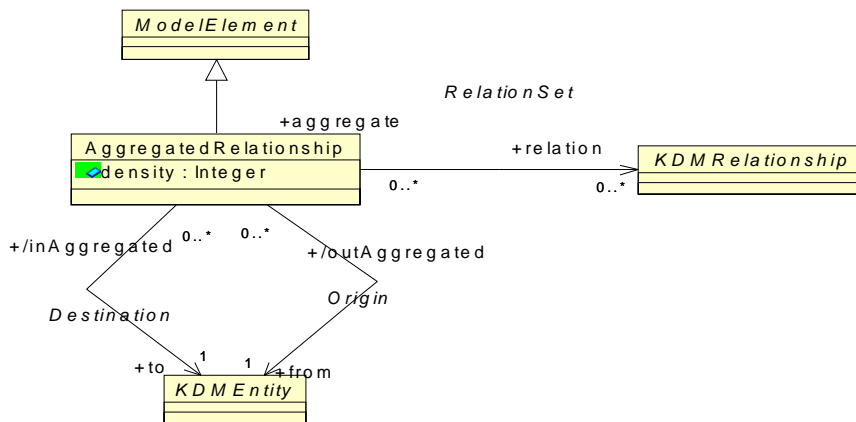 ModelElement
RelationSet
+aggregate
AggregatedRelationship
density : Integer
+relation
KDMRelationship
0..*
0..*
+/inAggregated
0..*
0..*
+/outAggregated
Destination
Origin
+to
1
1
+from
KDMEntity